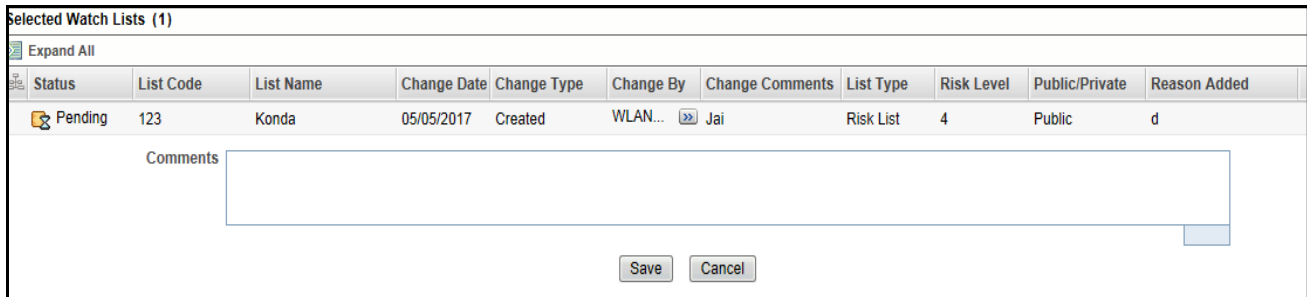 Selected Watch Lists (1)
Expand All
Status List Code List Name Change Date Change Type Change By Change Comments List Type Risk Level Public/Private Reason Added
Pending 123 Konda 05/05/2017 Created WLAN... Jai Risk List 4 Public d
Comments
Save Cancel